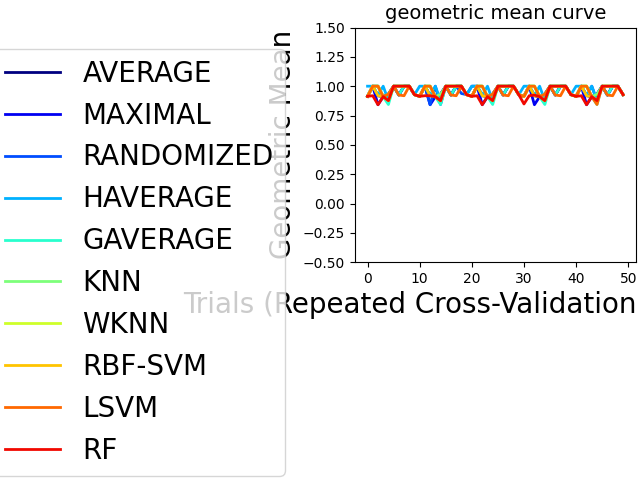 geometric mean curve
AVERAGE
MAXIMAL
RANDOMIZED
HAVERAGE
GAVERAGE
KNN
WKNN
RBF-SVM
LSVM
RF
Geometric Mean
1.50
1.25
1.00
0.75
0.50
0.25
0.00
−0.25
−0.50
0 10 20 30 40 50
Trials (Repeated Cross-Validation